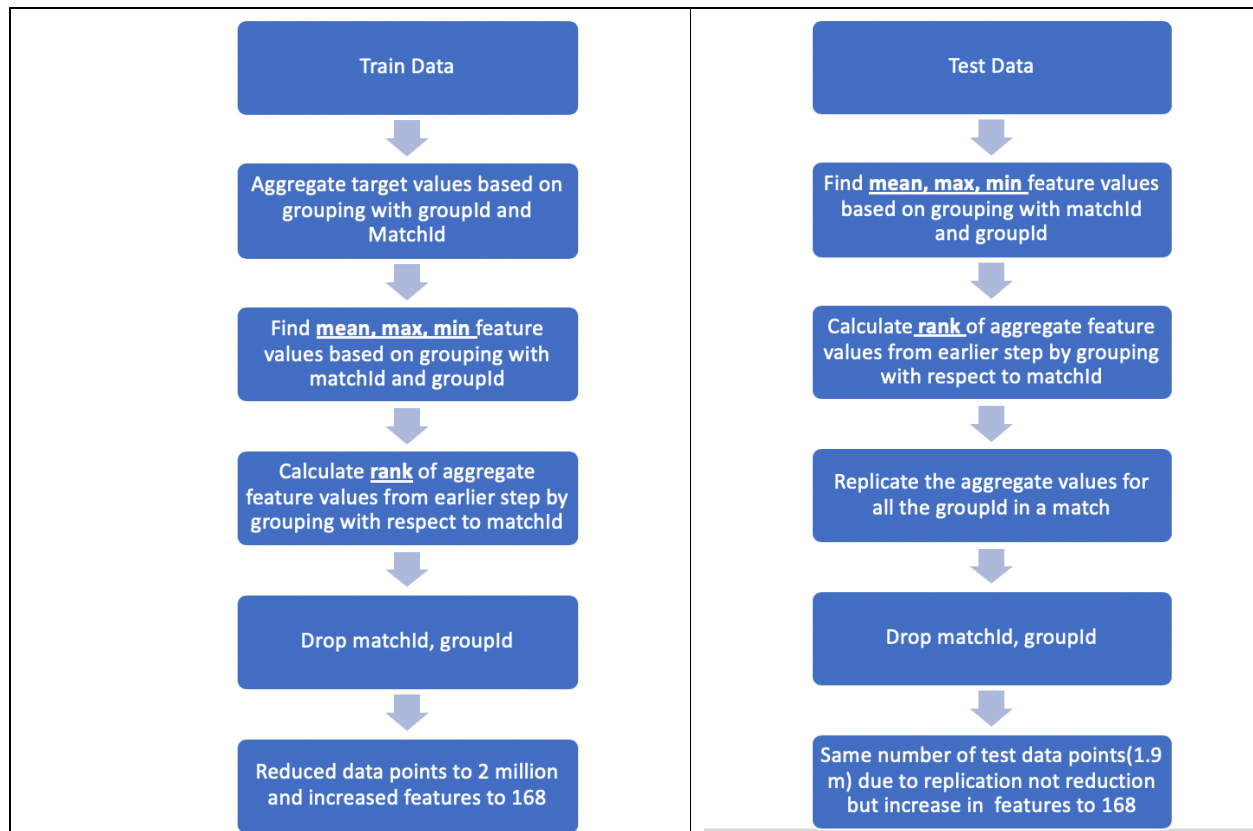 Train Data
Aggregate target values based on
grouping with groupId and
MatchId
Find mean, max, min feature
values based on grouping with
matchId and groupId
Calculate rank of aggregate
feature values from earlier step by
grouping with respect to matchId
Drop matchId, groupId
Reduced data points to 2 million
and increased features to 168
Test Data
Find mean, max, min feature values
based on grouping with matchId
and groupId
Calculate rank of aggregate feature
values from earlier step by grouping
with respect to matchId
Replicate the aggregate values for
all the groupId in a match
Drop matchId, groupId
Same number of test data points(1.9
m) due to replication not reduction
but increase in features to 168